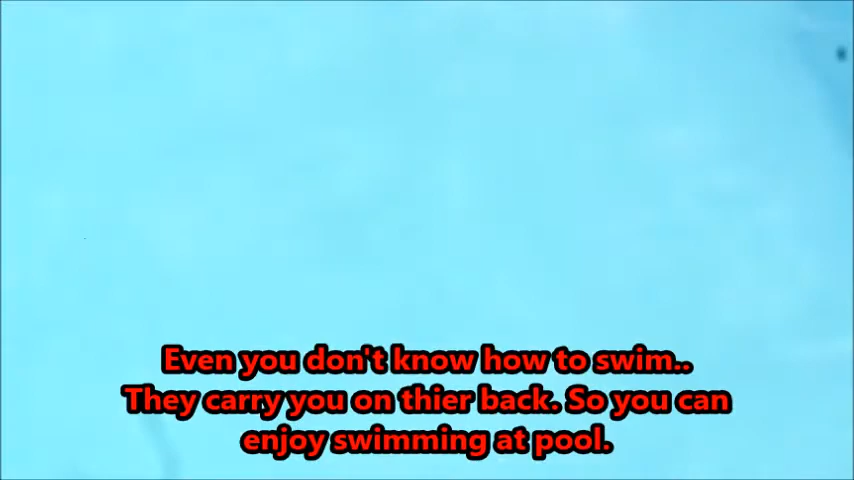 Even you don't know how to swim..
They carry you on thier back. So you can
enjoy swimming at pool.